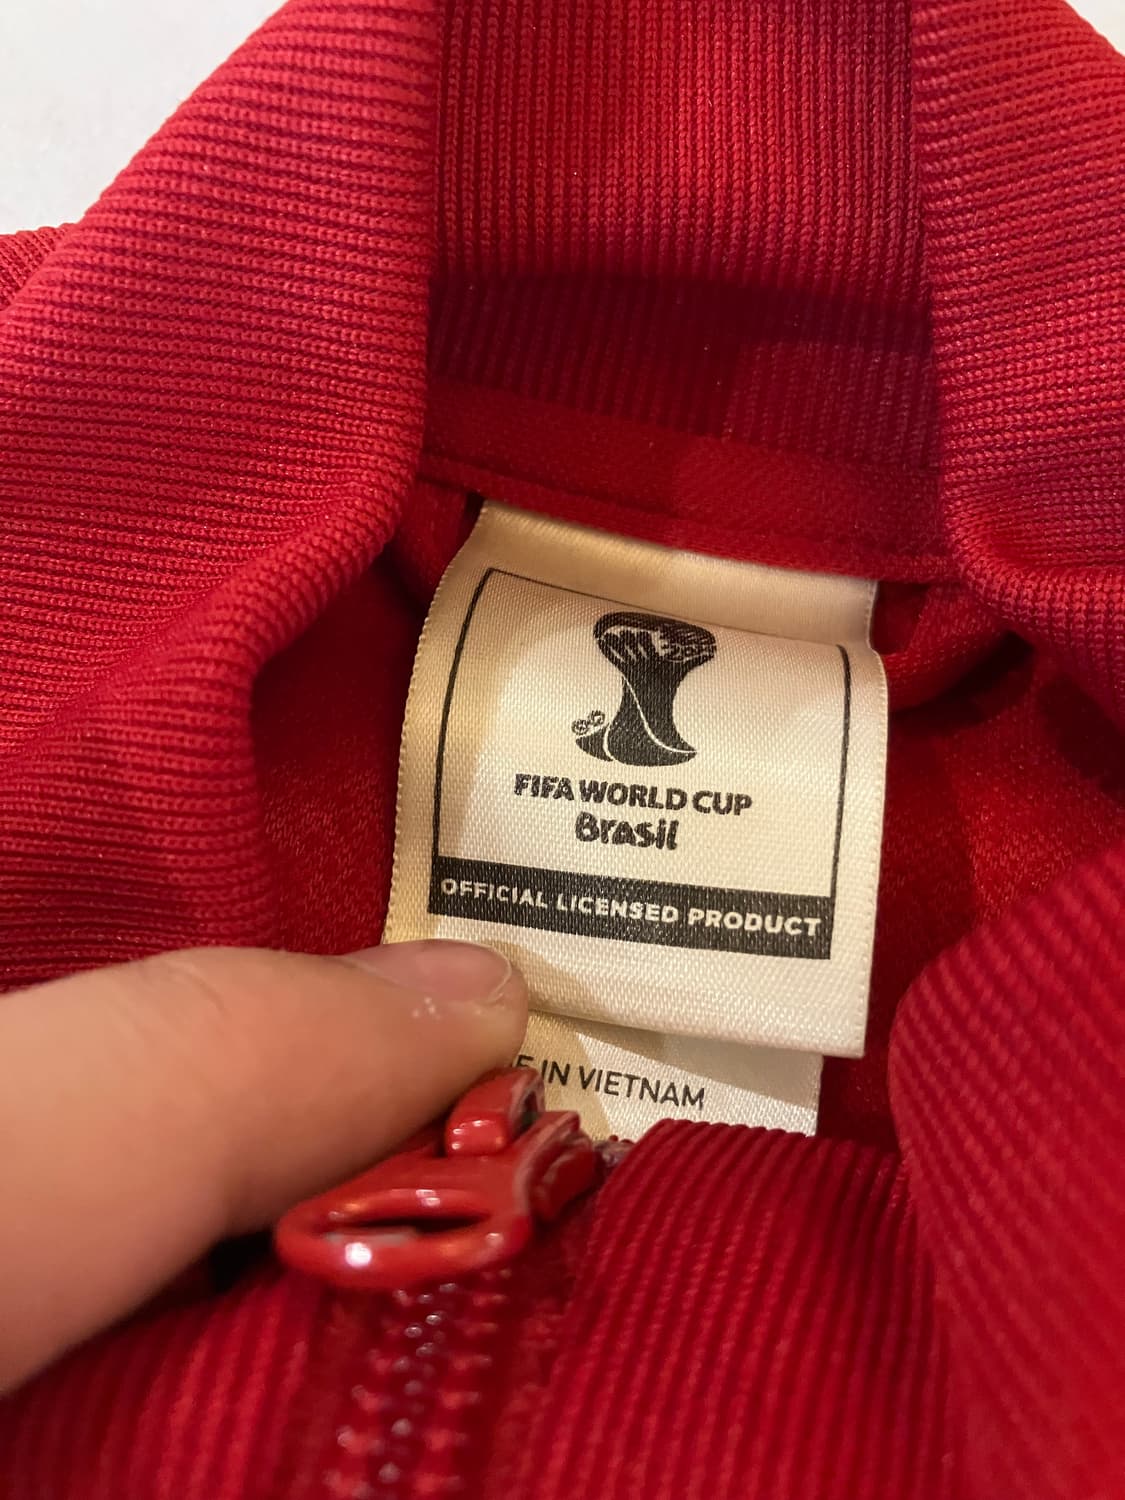 FIFA WORLD CUP
Brasil
OFFICIAL LICENSED PRODUCT
IN VIETNAM